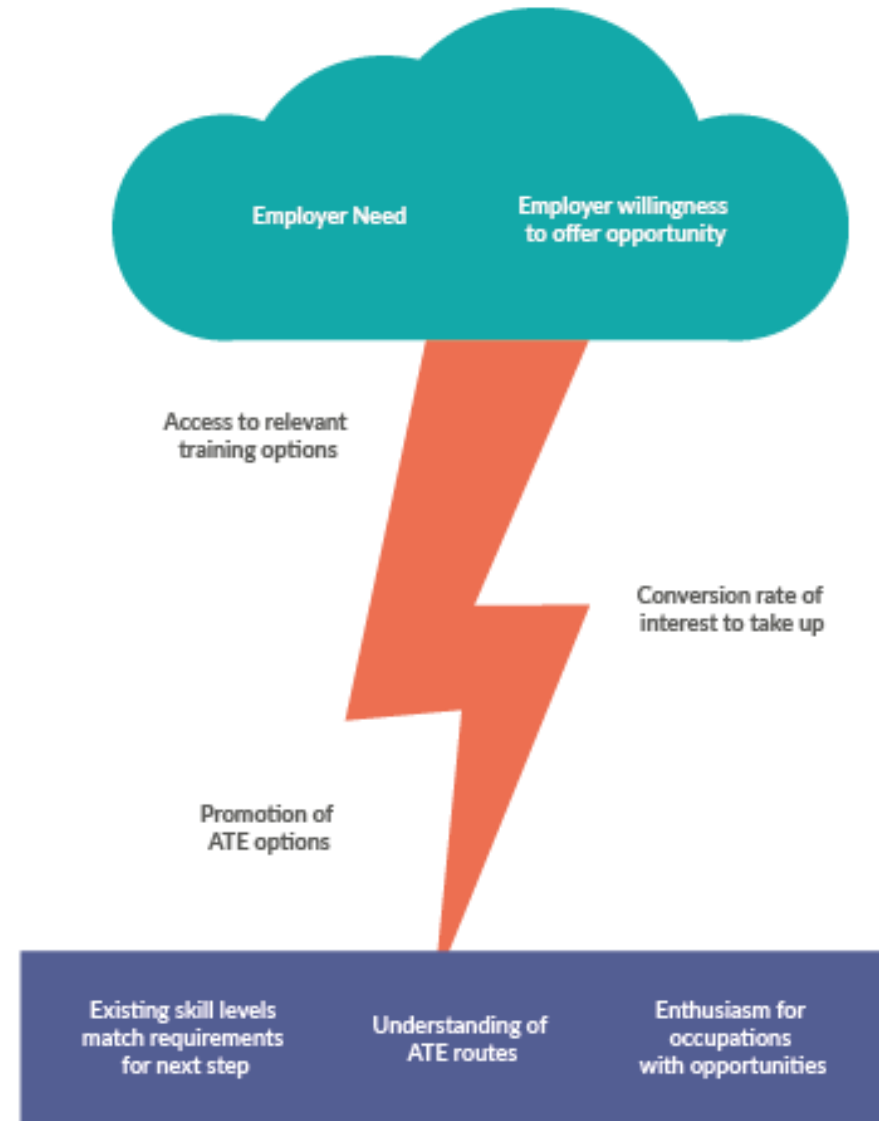 Employer Need
Employer willingness
to offer opportunity
Access to relevant
training options
Conversion rate of
interest to take up
Promotion of
ATE options
Existing skill levels
match requirements
for next step
Understanding of
ATE routes
Enthusiasm for
occupations
with opportunities